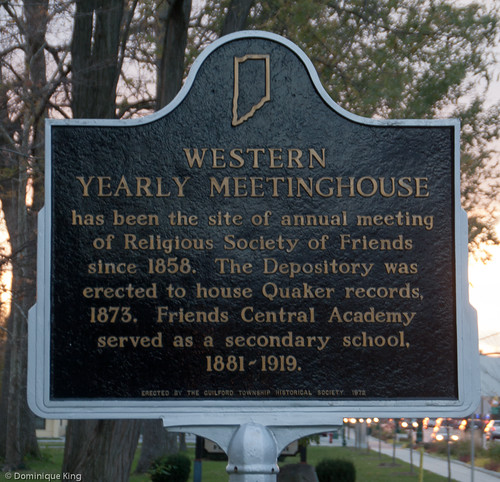 WESTERN
YEARLY MEETINGHOUSE
has been the site of annual meeting
of Religious Society of Friends
since 1858. The Depository was
erected to house Quaker records,
1873. Friends Central Academy
served as a secondary school,
1881~1919.
ERECTED BY THE GUILFORD TOWNSHIP HISTORICAL SOCIETY
© Dominique King